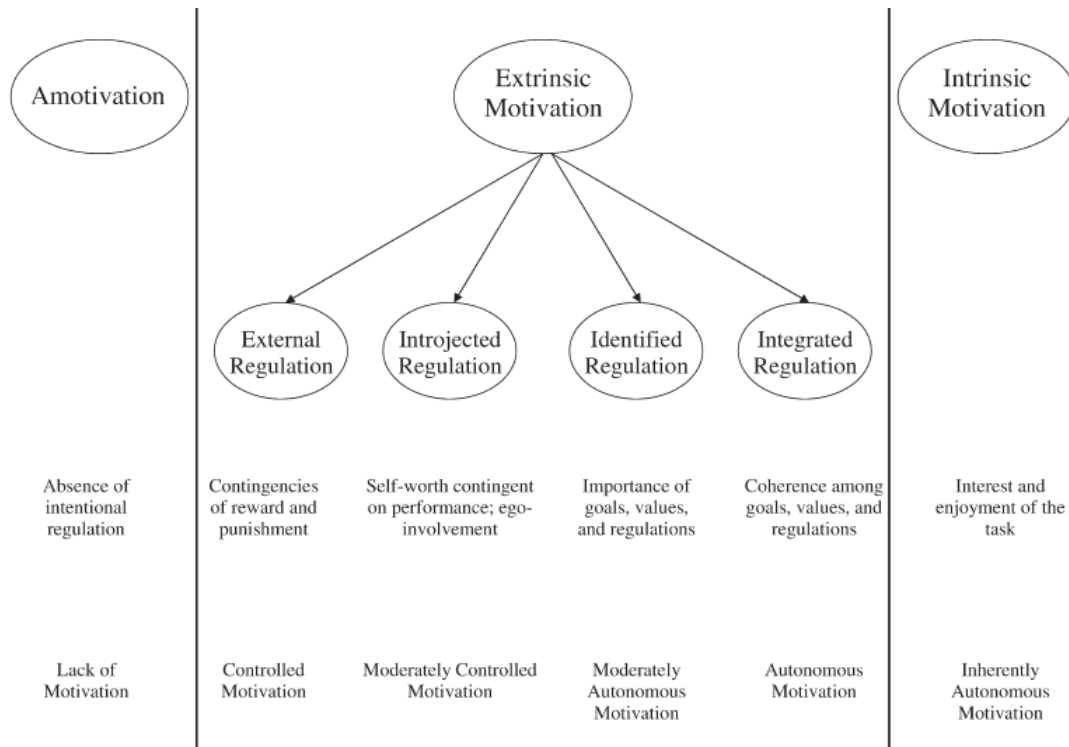 Amotivation
Extrinsic
Motivation
Intrinsic
Motivation
External
Regulation
Introjected
Regulation
Identified
Regulation
Integrated
Regulation
Absence of
intentional
regulation
Contingencies
of reward and
punishment
Self-worth contingent
on performance; ego-
involvement
Importance of
goals, values,
and regulations
Coherence among
goals, values, and
regulations
Interest and
enjoyment of the
task
Lack of
Motivation
Controlled
Motivation
Moderately Controlled
Motivation
Moderately
Autonomous
Motivation
Autonomous
Motivation
Inherently
Autonomous
Motivation